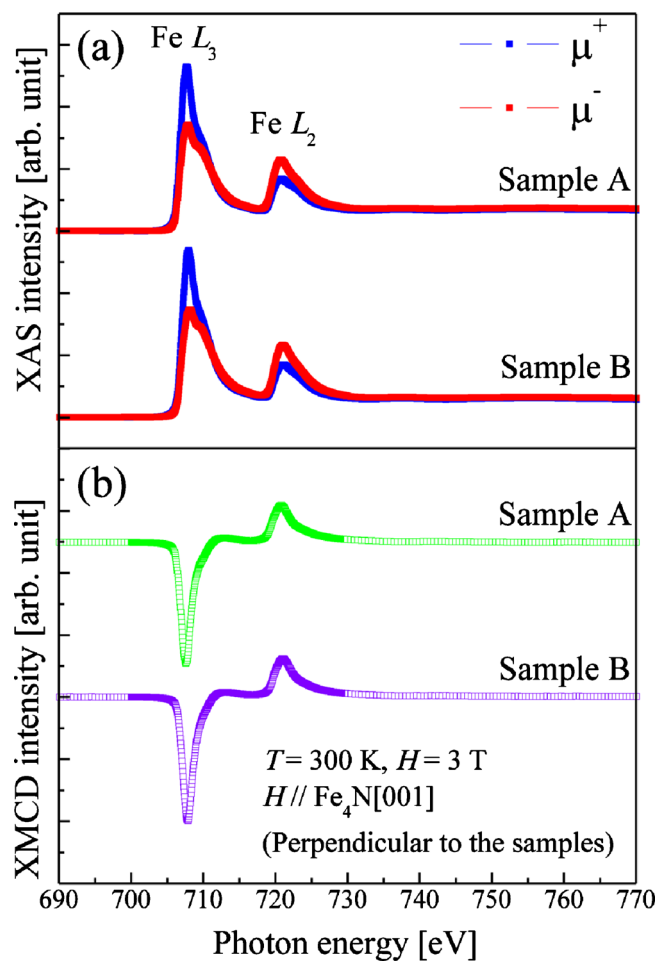 (a)
Fe L3
Fe L2
μ+
μ-
Sample A
Sample B
XAS intensity [arb. unit]
(b)
Sample A
Sample B
T = 300 K, H = 3 T
H // Fe4N[001]
(Perpendicular to the samples)
XMCD intensity [arb. unit]
690 700 710 720 730 740 750 760 770
Photon energy [eV]